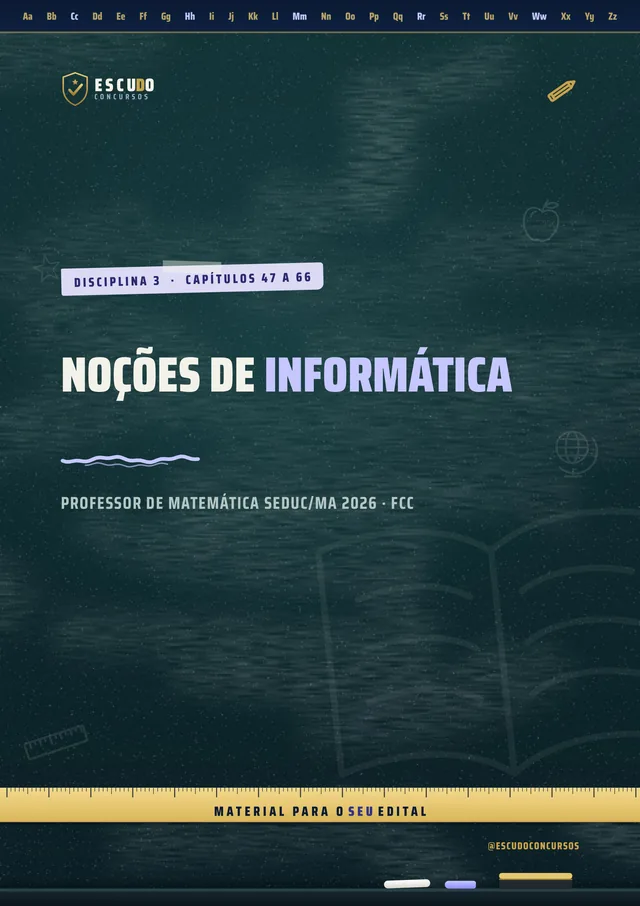 Aa Bb Cc Dd Ee Ff Gg Hh Ii Jj Kk Ll Mm Nn Oo Pp Qq Rr Ss Tt Uu Vv Ww Xx Yy Zz
ESCUDO
CONCURSOS
DISCIPLINA 3 · CAPÍTULOS 47 A 66
NOÇÕES DE INFORMÁTICA
PROFESSOR DE MATEMÁTICA SEDUC/MA 2026 · FCC
MATERIAL PARA O SEU EDITAL
@ESCUDOCONCURSOS